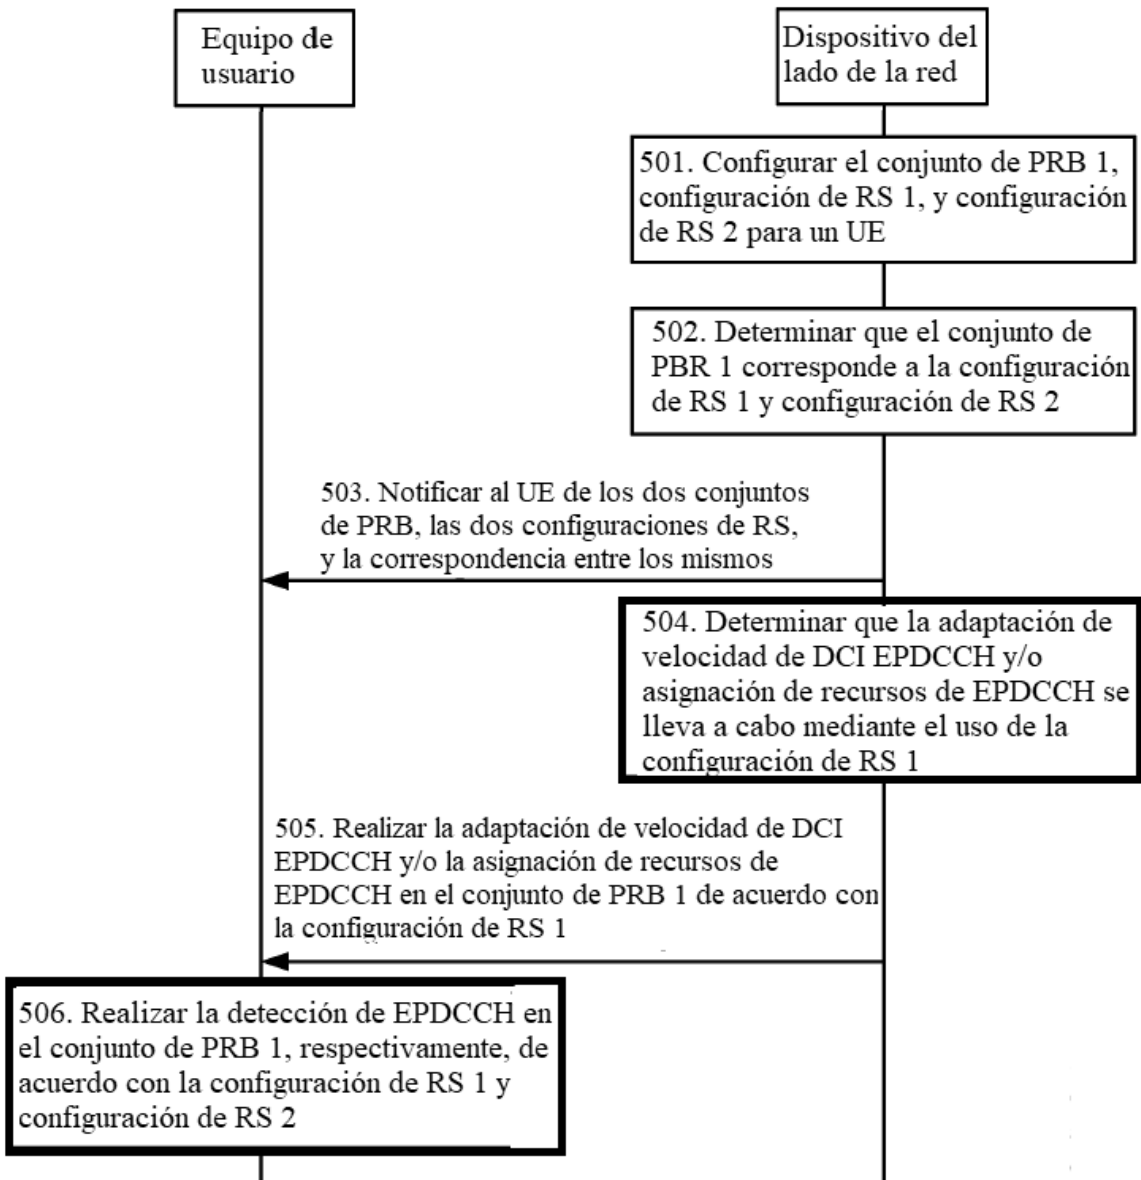 Equipo de
usuario
Dispositivo del
lado de la red
501. Configurar el conjunto de PRB 1,
configuración de RS 1, y configuración
de RS 2 para un UE
502. Determinar que el conjunto de
PBR 1 corresponde a la configuración
de RS 1 y configuración de RS 2
503. Notificar al UE de los dos conjuntos
de PRB, las dos configuraciones de RS,
y la correspondencia entre los mismos
504. Determinar que la adaptación de
velocidad de DCI EPDCCH y/o
asignación de recursos de EPDCCH se
lleva a cabo mediante el uso de la
configuración de RS 1
505. Realizar la adaptación de velocidad de DCI
EPDCCH y/o la asignación de recursos de
EPDCCH en el conjunto de PRB 1 de acuerdo con
la configuración de RS 1
506. Realizar la detección de EPDCCH en
el conjunto de PRB 1, respectivamente, de
acuerdo con la configuración de RS 1 y
configuración de RS 2